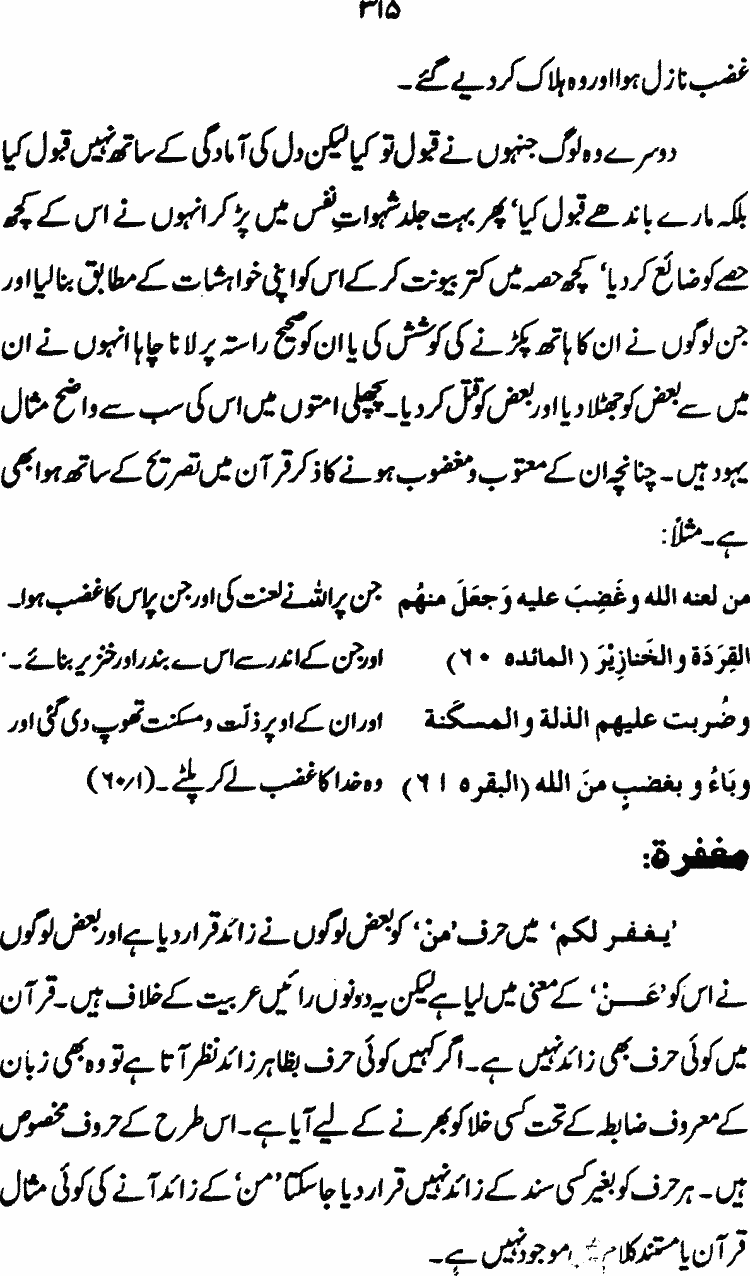 ۳۱۵
غضب نازل ہوا اور وہ ہلاک کر دیے گئے۔
دوسرے وہ لوگ جنہوں نے قبول تو کیا لیکن دل کی آمادگی کے ساتھ نہیں قبول کیا
بلکہ مارے باندھے قبول کیا‘ پھر بہت جلد شہواتِ نفس میں پڑ کر انہوں نے اس کے کچھ
حصے کو ضائع کر دیا‘ کچھ حصہ میں کتر بیونت کر کے اس کو اپنی خواہشات کے مطابق بنا لیا اور
جن لوگوں نے ان کا ہاتھ پکڑنے کی کوشش کی یا ان کو صحیح راستہ پر لانا چاہا انہوں نے ان
میں سے بعض کو جھٹلا دیا اور بعض کو قتل کر دیا۔ پچھلی امتوں میں اس کی سب سے واضح مثال
یہود ہیں۔ چنانچہ ان کے معتوب و مغضوب ہونے کا ذکر قرآن میں تصریح کے ساتھ ہوا بھی
ہے۔ مثلاً:
من لعنه الله وغَضِبَ عليه وَجعَلَ منهُم جن پر اللہ نے لعنت کی اور جن پر اس کا غضب ہوا۔
القِرَدَة والخَنازِيْرَ (المائده ۶۰) اور جن کے اندر سے اس سے بندر اور خنزیر بنائے۔
وضُربت عليهم الذلة والمسكَنة اور ان کے اوپر ذلّت و مسکنت تھوپ دی گئی اور
وبَاءُ و بغضبٍ منَ الله (البقره ۶۱) وہ خدا کا غضب لے کر پلٹے۔ (۶۰/۱)
مغفرة:
’یغفر لکم‘ میں حرف ’منْ‘ کو بعض لوگوں نے زائد قرار دیا ہے اور بعض لوگوں
نے اس کو ’عَنْ‘ کے معنی میں لیا ہے لیکن یہ دونوں رائیں عربیت کے خلاف ہیں۔ قرآن
میں کوئی حرف بھی زائد نہیں ہے۔ اگر کہیں کوئی حرف بظاہر زائد نظر آتا ہے تو وہ بھی زبان
کے معروف ضابطہ کے تحت کسی خلا کو بھرنے کے لیے آیا ہے۔ اس طرح کے حروف مخصوص
ہیں۔ ہر حرف کو بغیر کسی سند کے زائد نہیں قرار دیا جا سکتا ’من‘ کے زائد آنے کی کوئی مثال
قرآن یا مستند کلام میں موجود نہیں ہے۔